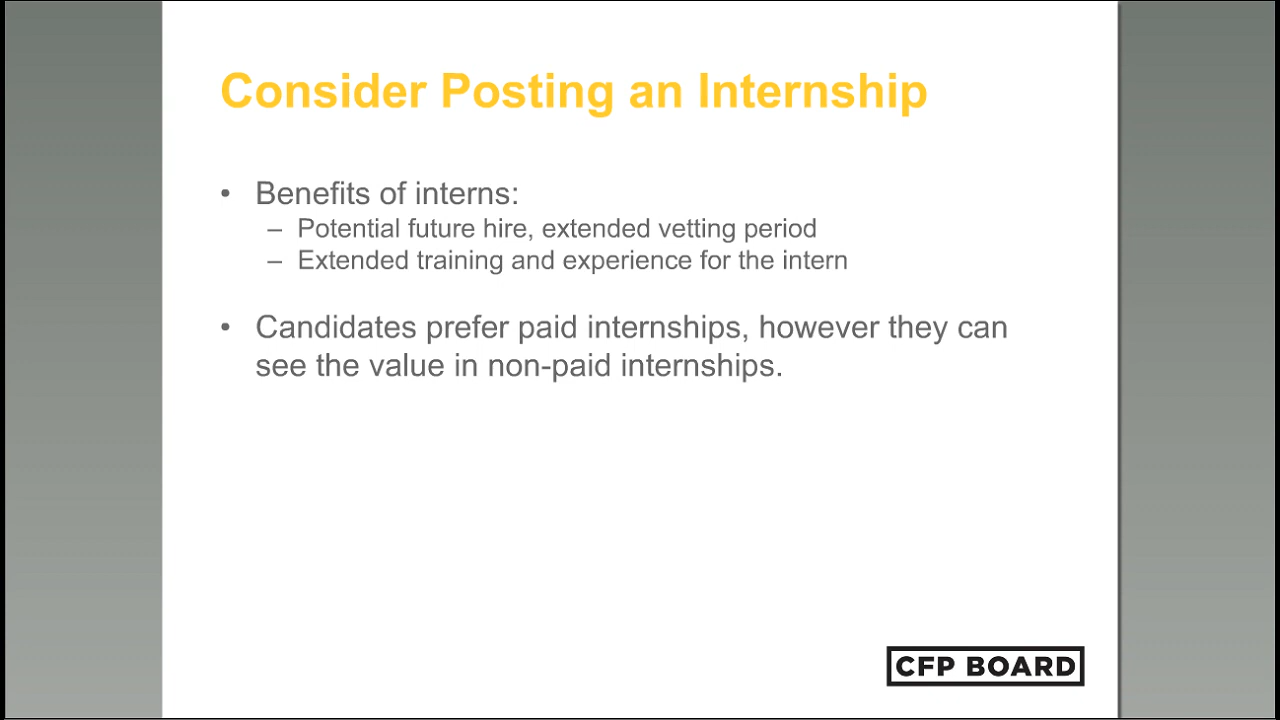 Consider Posting an Internship
• Benefits of interns:
– Potential future hire, extended vetting period
– Extended training and experience for the intern
• Candidates prefer paid internships, however they can
see the value in non-paid internships.
CFP BOARD